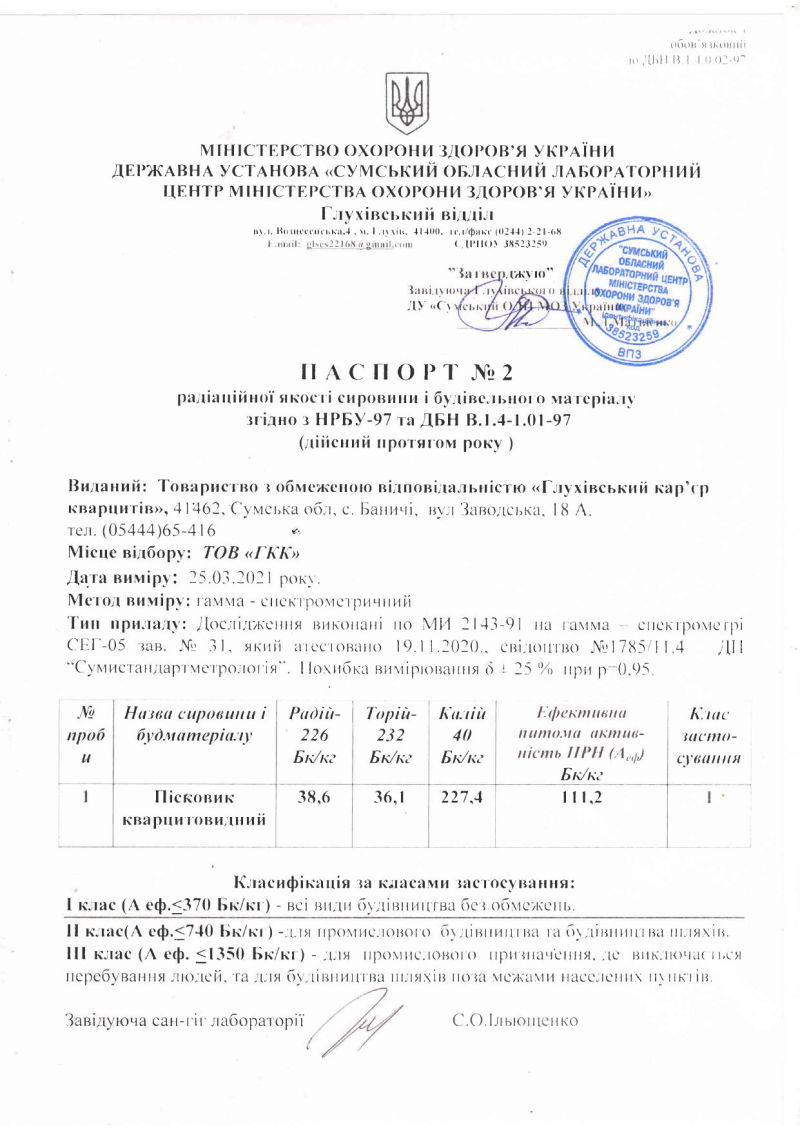 обов'язковий
до ДБН В.1.4-0.02-97
МІНІСТЕРСТВО ОХОРОНИ ЗДОРОВ'Я УКРАЇНИ
ДЕРЖАВНА УСТАНОВА «СУМСЬКИЙ ОБЛАСНИЙ ЛАБОРАТОРНИЙ
ЦЕНТР МІНІСТЕРСТВА ОХОРОНИ ЗДОРОВ'Я УКРАЇНИ»
Глухівський відділ
вул. Вознесенська,4 , м. Глухів, 41400, тел/факс (0244) 2-21-68
E.mail: glses22168@gmail.com ЄДРПОУ 38523259
"Затверджую"
Завідуюча Глухівського відділу
ДУ «Сумський ОЛЦ МОЗ України»
ДЕРЖАВНА УСТАНОВА
"СУМСЬКИЙ
ОБЛАСНИЙ
ЛАБОРАТОРНИЙ ЦЕНТР
МІНІСТЕРСТВА
ОХОРОНИ ЗДОРОВ'Я
УКРАЇНИ"
Ідентифікаційний
код
38523259
ВПЗ
П А С П О Р Т № 2
радіаційної якості сировини і будівельного матеріалу
згідно з НРБУ-97 та ДБН В.1.4-1.01-97
(дійсний протягом року )
Виданий: Товариство з обмеженою відповідальністю «Глухівський кар'єр
кварцитів», 41462, Сумська обл, с. Баничі, вул Заводська, 18 А.
тел. (05444)65-416
Місце відбору: ТОВ «ГКК»
Дата виміру: 25.03.2021 року.
Метод виміру: гамма - спектрометричний
Тип приладу: Дослідження виконані по МИ 2143-91 на гамма – спектрометрі
СЕГ-05 зав. № 31, який атестовано 19.11.2020., свідоцтво №1785/11.4 ДП
"Сумистандартметрологія". Похибка вимірювання δ ± 25 % при р=0,95.
№ проби Назва сировини і будматеріалу Радій-226 Бк/кг Торій-232 Бк/кг Калій 40 Бк/кг Ефективна питома актив-ність ПРН (Аеф) Бк/кг Клас засто-сування
1 Пісковик кварцитовидний 38,6 36,1 227,4 111,2 1
Класифікація за класами застосування:
І клас (А еф.≤370 Бк/кг) - всі види будівництва без обмежень.
ІІ клас(А еф.≤740 Бк/кг) -для промислового будівництва та будівництва шляхів.
ІІІ клас (А еф. ≤1350 Бк/кг) - для промислового призначення, де виключається
перебування людей, та для будівництва шляхів поза межами населених пунктів.
Завідуюча сан-гіг лабораторії С.О.Ільющенко